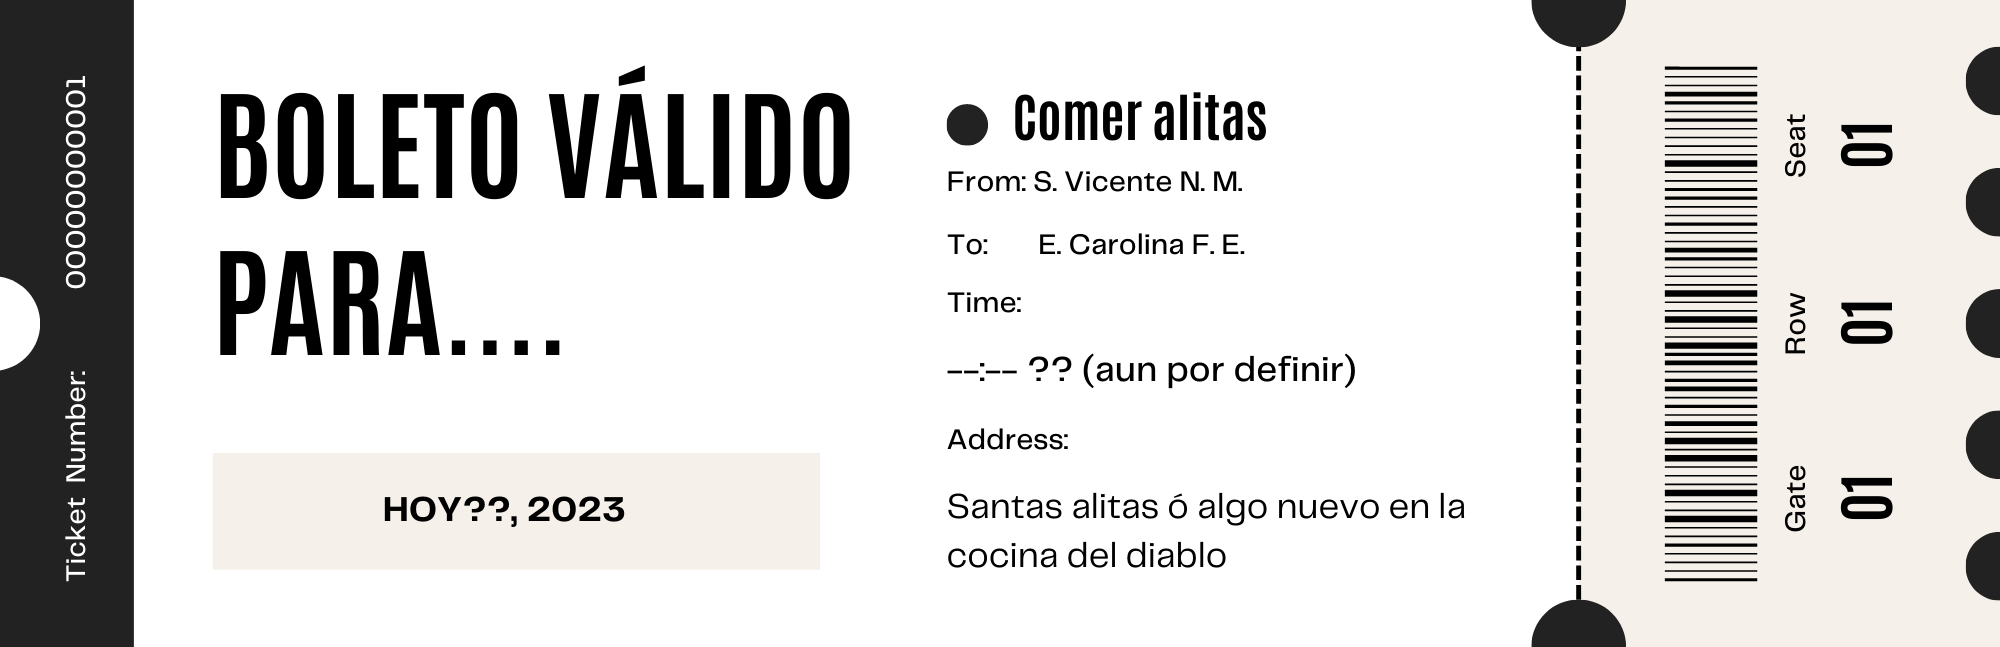 Ticket Number: 000000000001
BOLETO VÁLIDO
PARA....
HOY??, 2023
Comer alitas
From: S. Vicente N. M.
To: E. Carolina F. E.
Time:
--:-- ?? (aun por definir)
Address:
Santas alitas ó algo nuevo en la
cocina del diablo
Gate Row Seat
01 01 01